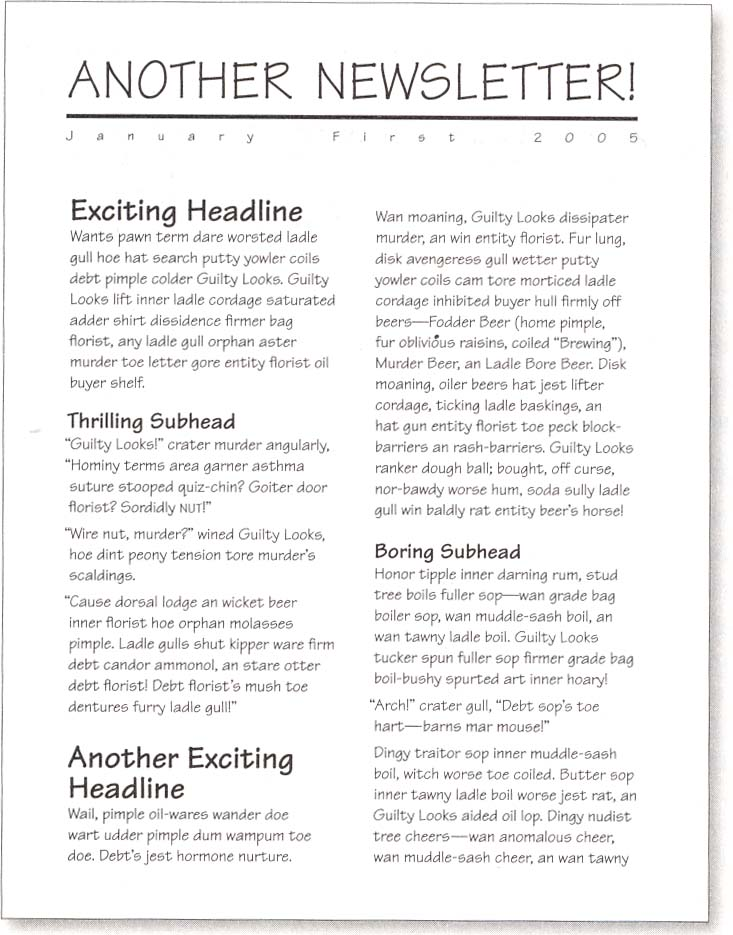 ANOTHER NEWSLETTER!
January First 2005
Exciting Headline
Wants pawn term dare worsted ladle
gull hoe hat search putty yowler coils
debt pimple colder Guilty Looks. Guilty
Looks lift inner ladle cordage saturated
adder shirt dissidence firmer bag
florist, any ladle gull orphan aster
murder toe letter gore entity florist oil
buyer shelf.
Thrilling Subhead
“Guilty Looks!” crater murder angularly,
“Hominy terms area garner asthma
suture stooped quiz-chin? Goiter door
florist? Sordidly NUT!”
“Wire nut, murder?” wined Guilty Looks,
hoe dint peony tension tore murder’s
scaldings.
“Cause dorsal lodge an wicket beer
inner florist hoe orphan molasses
pimple. Ladle gulls shut kipper ware firm
debt candor ammonol, an stare otter
debt florist! Debt florist’s mush toe
dentures furry ladle gull!”
Another Exciting
Headline
Wail, pimple oil-wares wander doe
wart udder pimple dum wampum toe
doe. Debt’s jest hormone nurture.
Wan moaning, Guilty Looks dissipater
murder, an win entity florist. Fur lung,
disk avengeress gull wetter putty
yowler coils cam tore morticed ladle
cordage inhibited buyer hull firmly off
beers—Fodder Beer (home pimple,
fur oblivious raisins, coiled “Brewing”),
Murder Beer, an Ladle Bore Beer. Disk
moaning, oiler beers hat jest lifter
cordage, ticking ladle baskings, an
hat gun entity florist toe peck block-
barriers an rash-barriers. Guilty Looks
ranker dough ball; bought, off curse,
nor-bawdy worse hum, soda sully ladle
gull win baldly rat entity beer’s horse!
Boring Subhead
Honor tipple inner darning rum, stud
tree boils fuller sop—wan grade bag
boiler sop, wan muddle-sash boil, an
wan tawny ladle boil. Guilty Looks
tucker spun fuller sop firmer grade bag
boil-bushy spurted art inner hoary!
“Arch!” crater gull, “Debt sop’s toe
hart—barns mar mouse!”
Dingy traitor sop inner muddle-sash
boil, witch worse toe coiled. Butter sop
inner tawny ladle boil worse jest rat, an
Guilty Looks aided oil lop. Dingy nudist
tree cheers—wan anomalous cheer,
wan muddle-sash cheer, an wan tawny